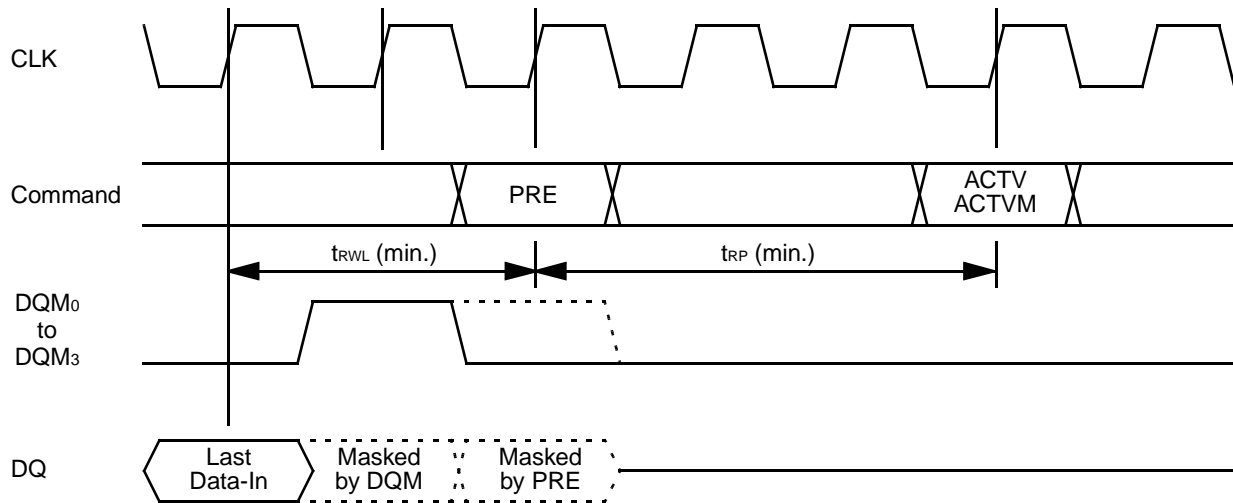 CLK
Command
PRE
ACTV
ACTVM
tRWL (min.)
tRP (min.)
DQM0
to
DQM3
DQ
Last
Data-In
Masked
by DQM
Masked
by PRE